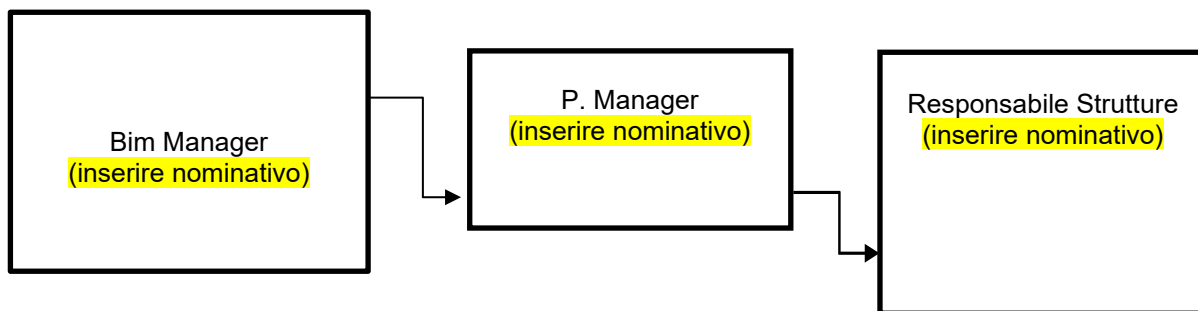 Bim Manager
(inserire nominativo)
P. Manager
(inserire nominativo)
Responsabile Strutture
(inserire nominativo)